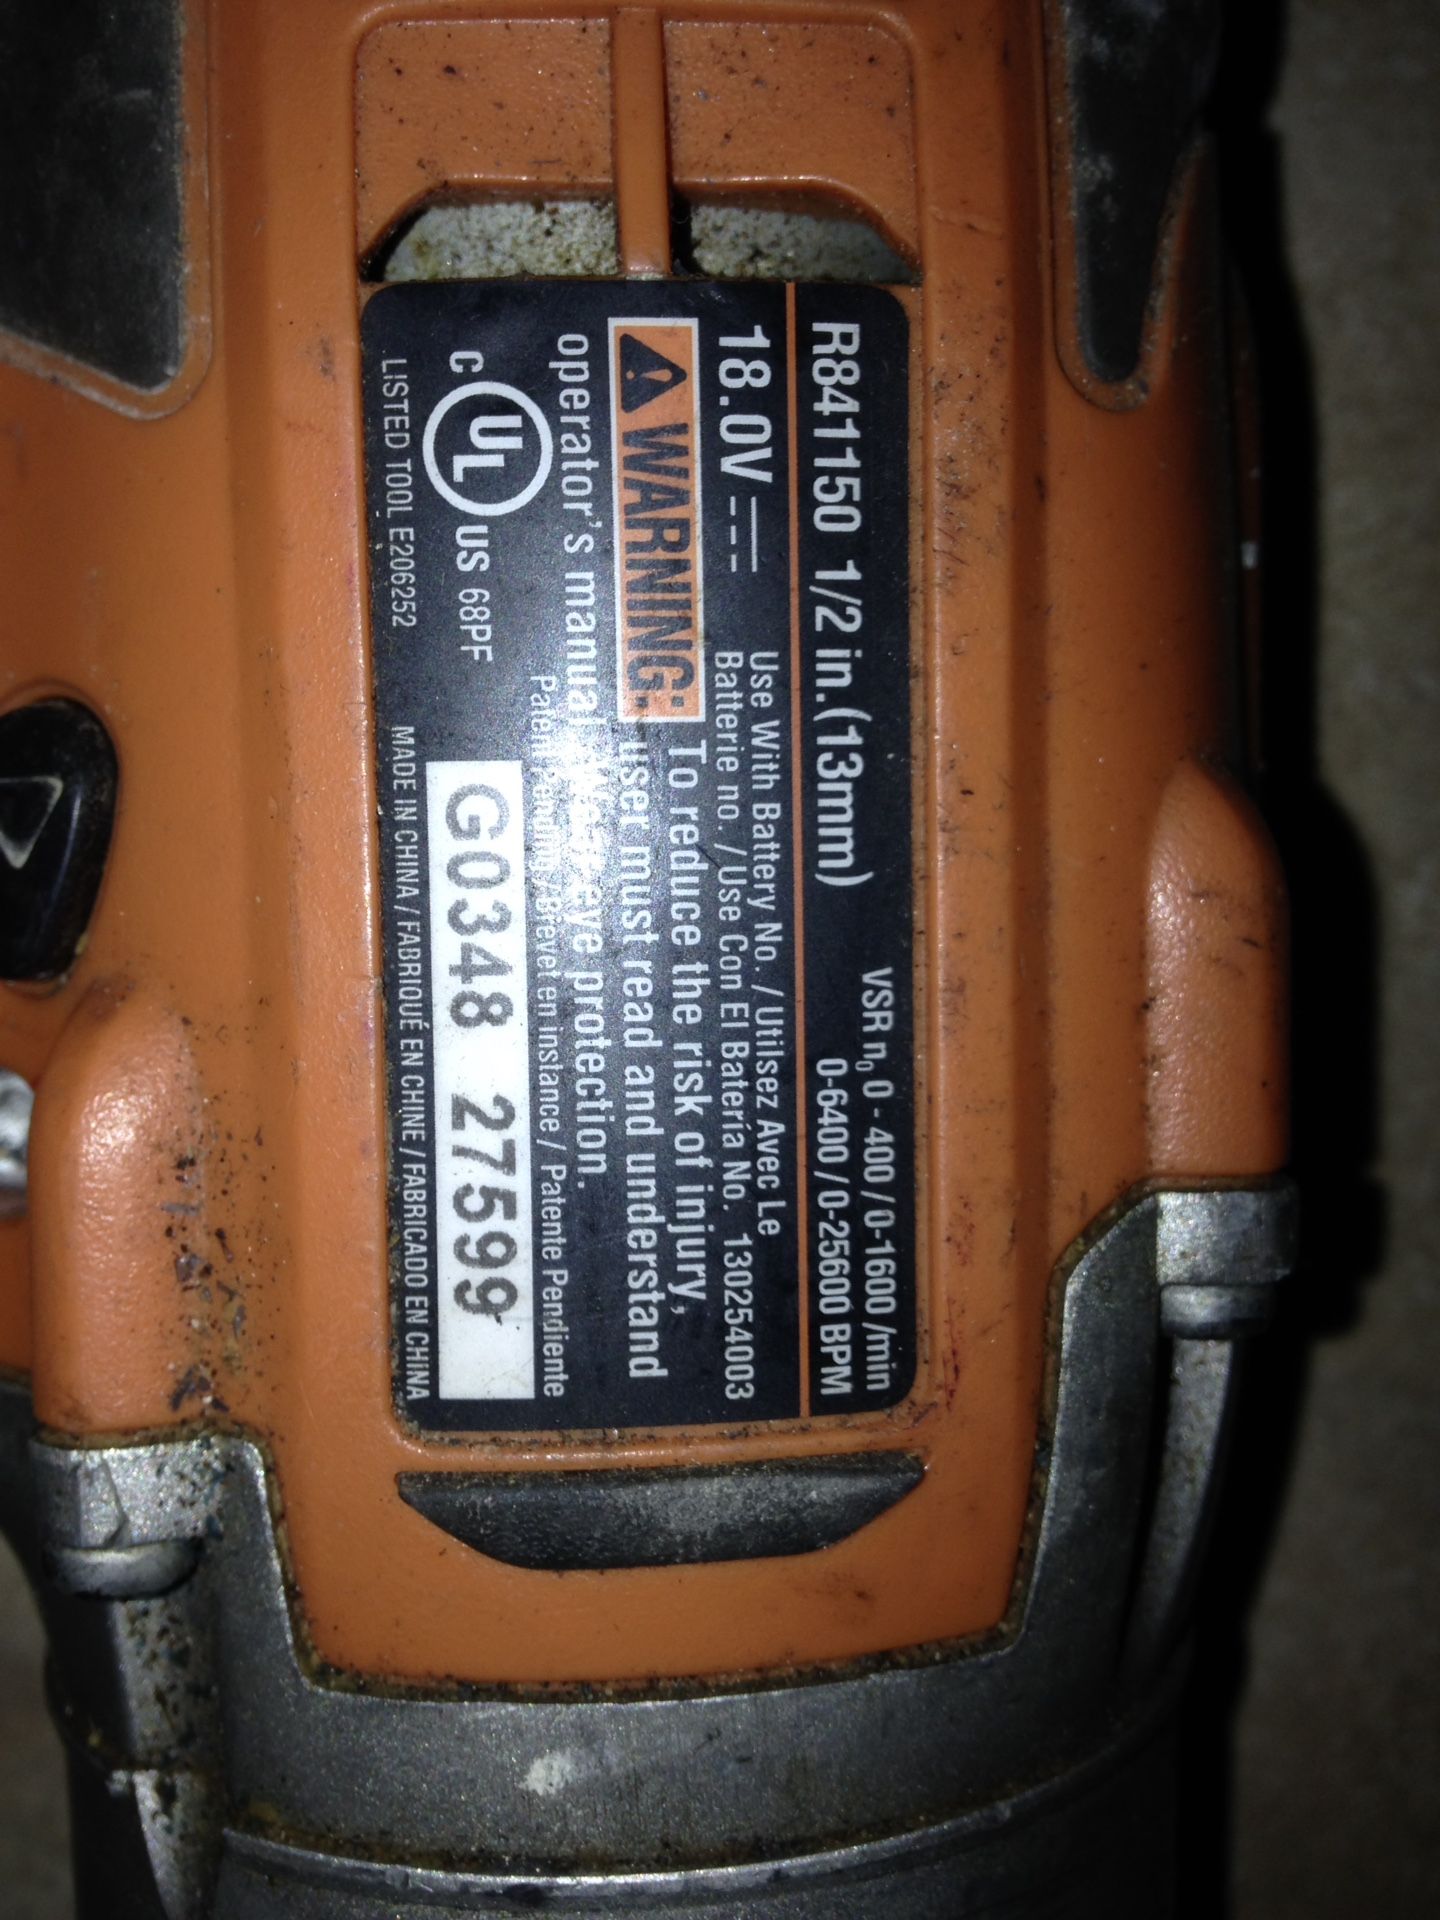 R841150 1/2 in. (13mm)
VSR n₀ 0 - 400 / 0-1600 /min
0-6400 / 0-25600 BPM
18.0V
Use With Battery No. / Utilsez Avec Le
Batterie no. / Use Con El Batería No. 130254003
WARNING: To reduce the risk of injury,
user must read and understand
operator's manual. Wear eye protection.
Patent Pending / Brevet en instance / Patente Pendiente
C UL US 68PF
G0348 27599
LISTED TOOL E206252
MADE IN CHINA / FABRIQUÉ EN CHINE / FABRICADO EN CHINA